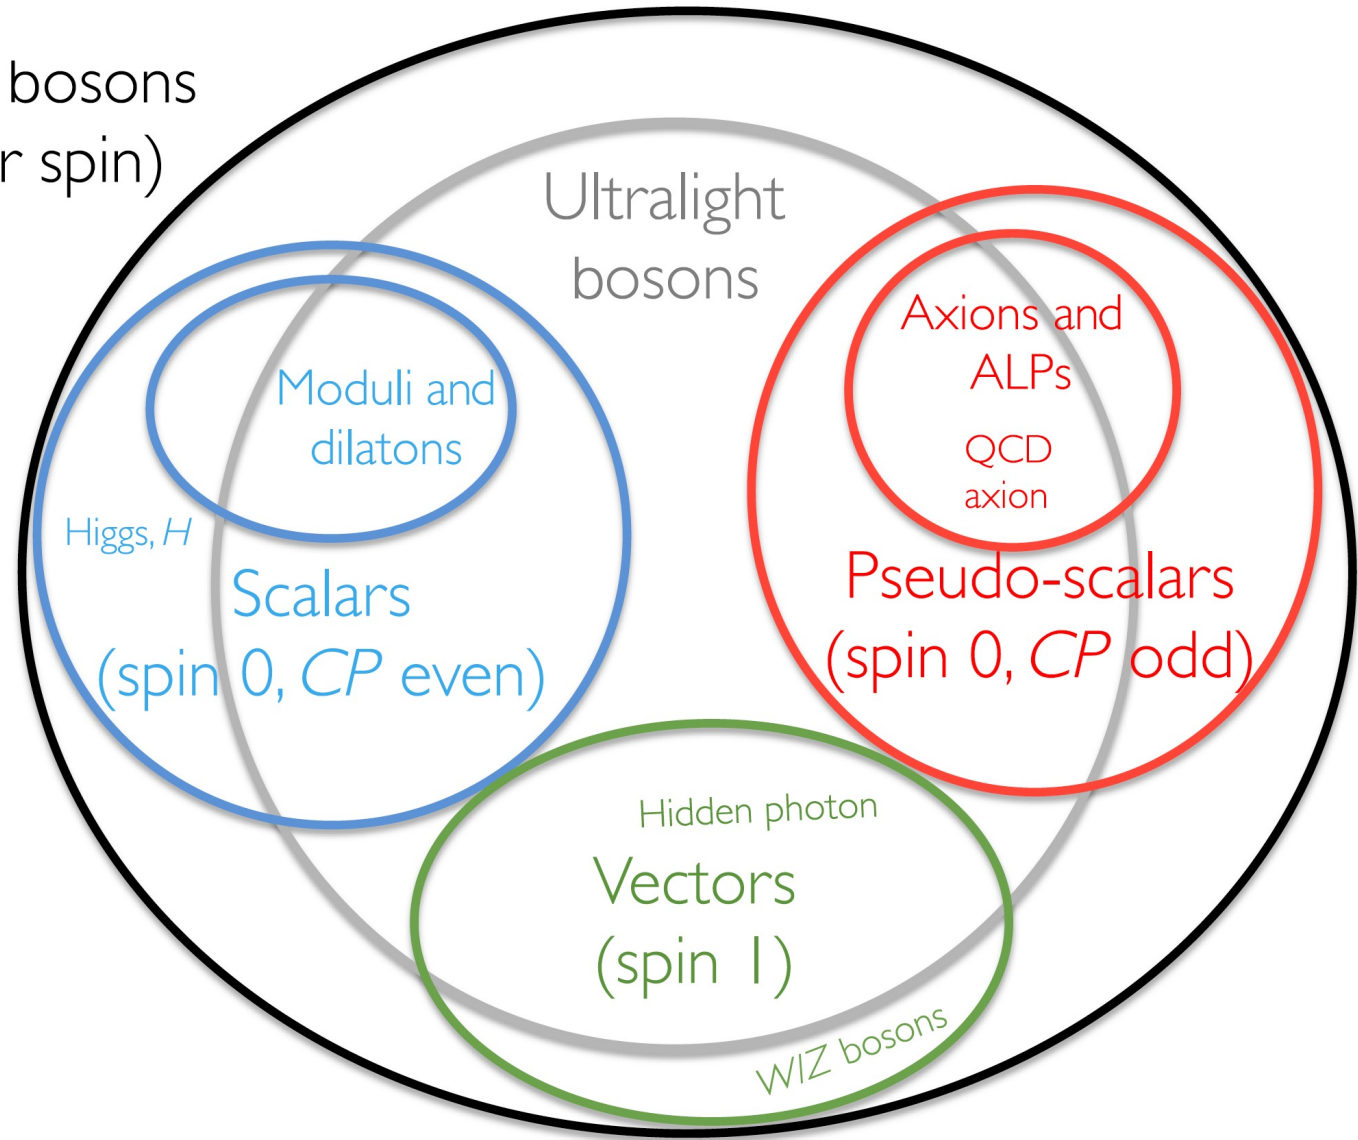 bosons
r spin)
Ultralight
bosons
Axions and
ALPs
QCD
axion
Moduli and
dilatons
Higgs, H
Scalars
(spin 0, CP even)
Pseudo-scalars
(spin 0, CP odd)
Hidden photon
Vectors
(spin 1)
WIZ bosons